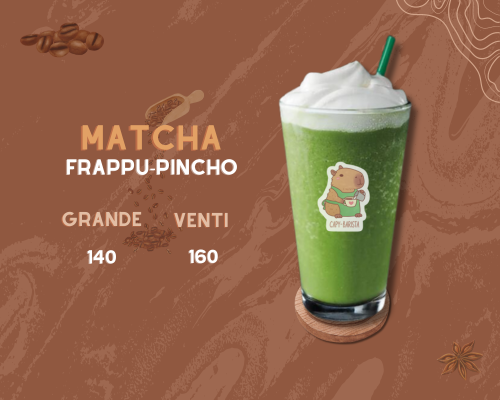 MATCHA
FRAPPU-PINCHO
GRANDE VENTI
140 160
CAPY-BARISTA